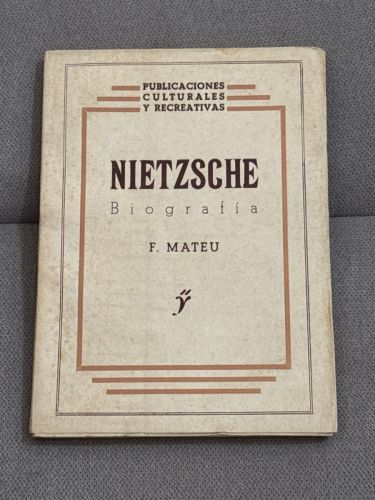 PUBLICACIONES
CULTURALES
Y RECREATIVAS
NIETZSCHE
Biografía
F. MATEU
ÿ